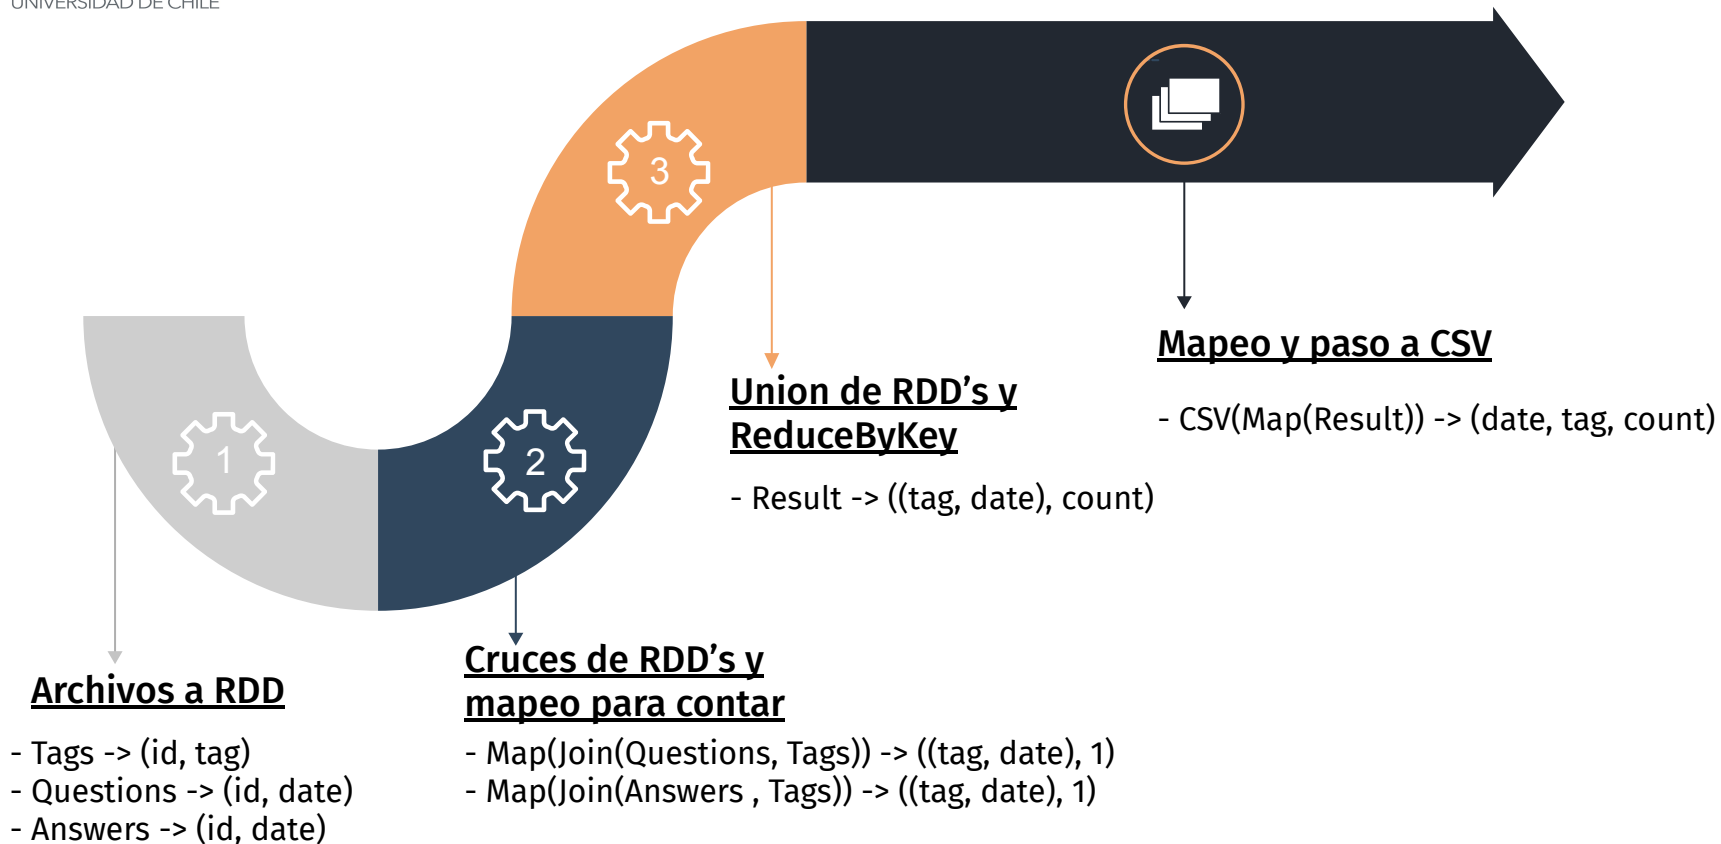 UNIVERSIDAD DE CHILE
1
2
3
Archivos a RDD
- Tags -> (id, tag)
- Questions -> (id, date)
- Answers -> (id, date)
Cruces de RDD’s y
mapeo para contar
- Map(Join(Questions, Tags)) -> ((tag, date), 1)
- Map(Join(Answers , Tags)) -> ((tag, date), 1)
Union de RDD’s y
ReduceByKey
- Result -> ((tag, date), count)
Mapeo y paso a CSV
- CSV(Map(Result)) -> (date, tag, count)